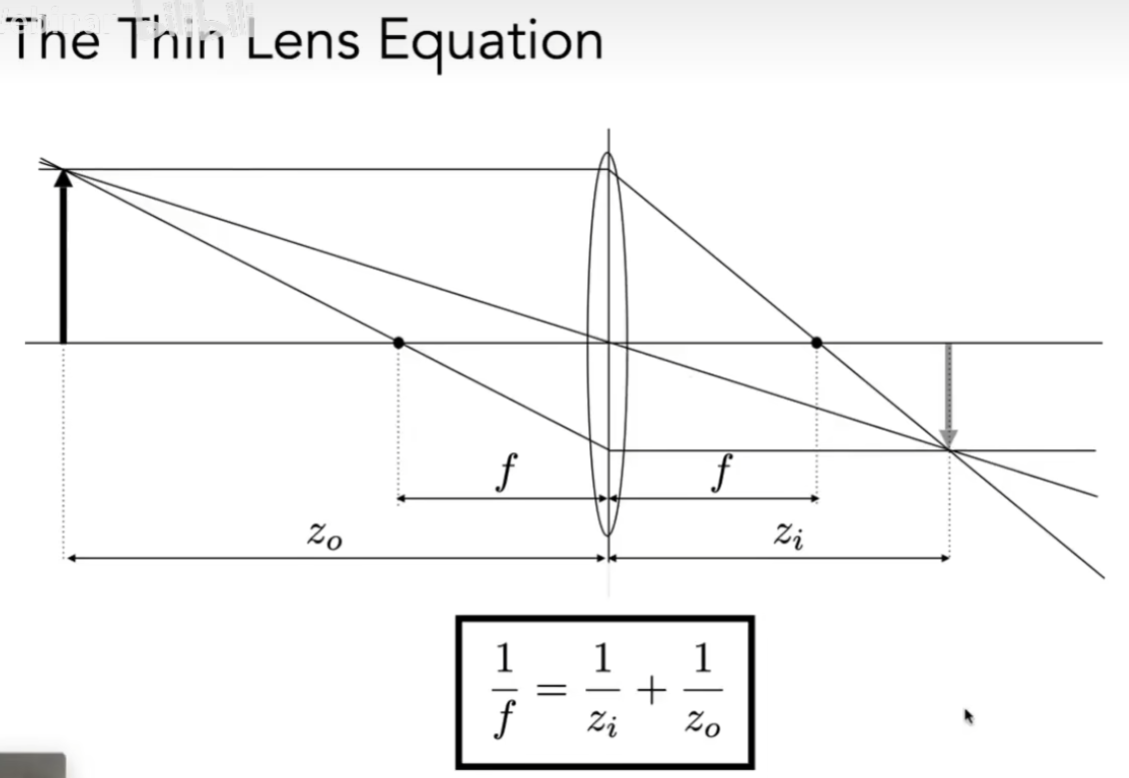 The Thin Lens Equation
f f
z_o z_i
1/f = 1/z_i + 1/z_o